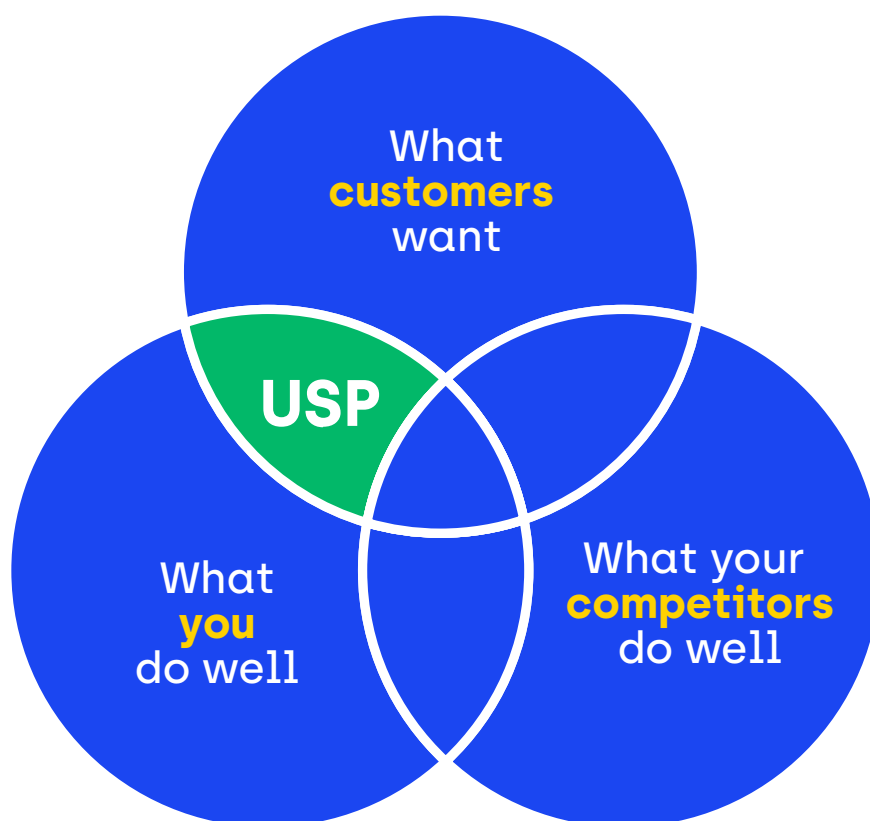 What
customers
want
USP
What
you
do well
What your
competitors
do well